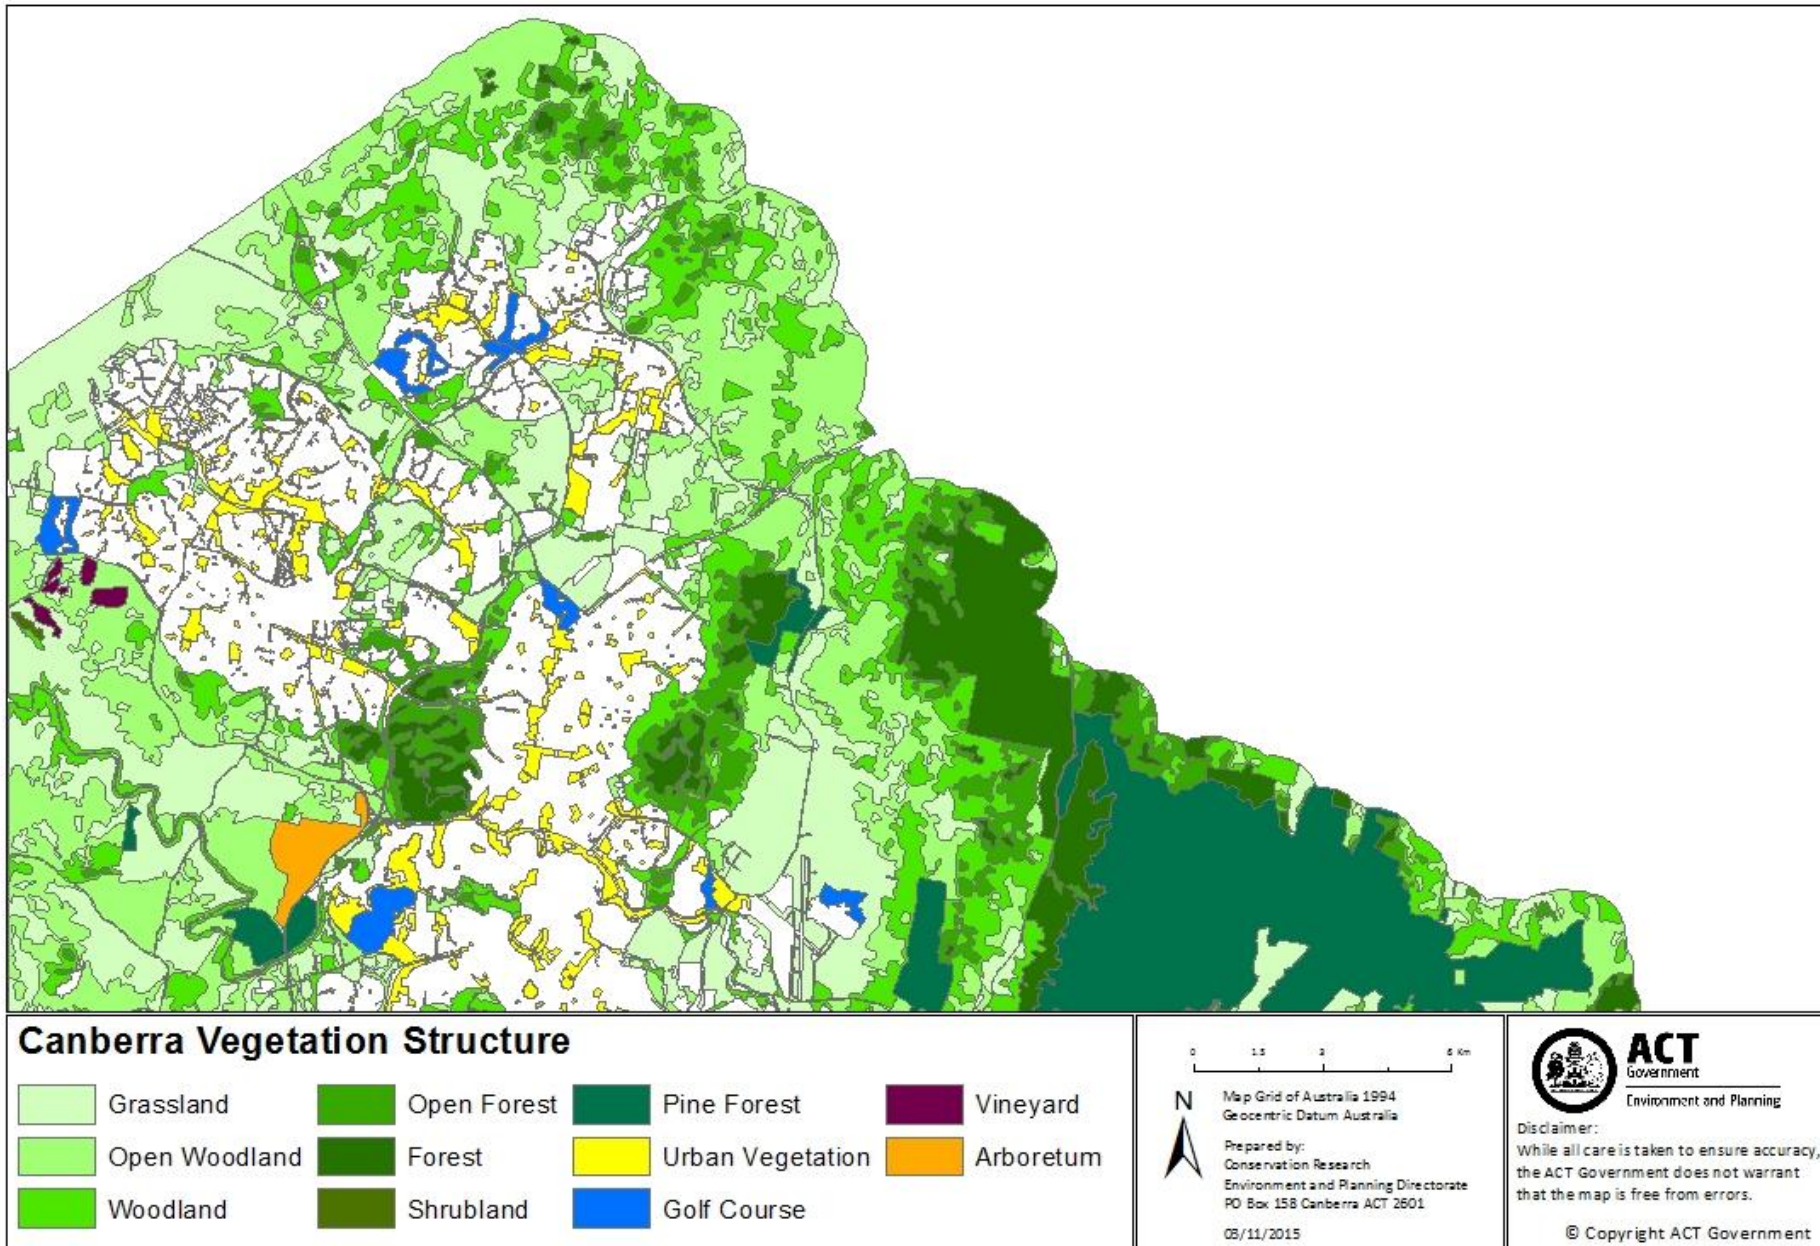 Canberra Vegetation Structure
Grassland
Open Woodland
Woodland
Open Forest
Forest
Shrubland
Pine Forest
Urban Vegetation
Golf Course
Vineyard
Arboretum
0 1.5 3 6 Km
N
Map Grid of Australia 1994
Geocentric Datum Australia
Prepared by:
Conservation Research
Environment and Planning Directorate
PO Box 158 Canberra ACT 2601
03/11/2015
ACT
Government
Environment and Planning
Disclaimer:
While all care is taken to ensure accuracy,
the ACT Government does not warrant
that the map is free from errors.
© Copyright ACT Government